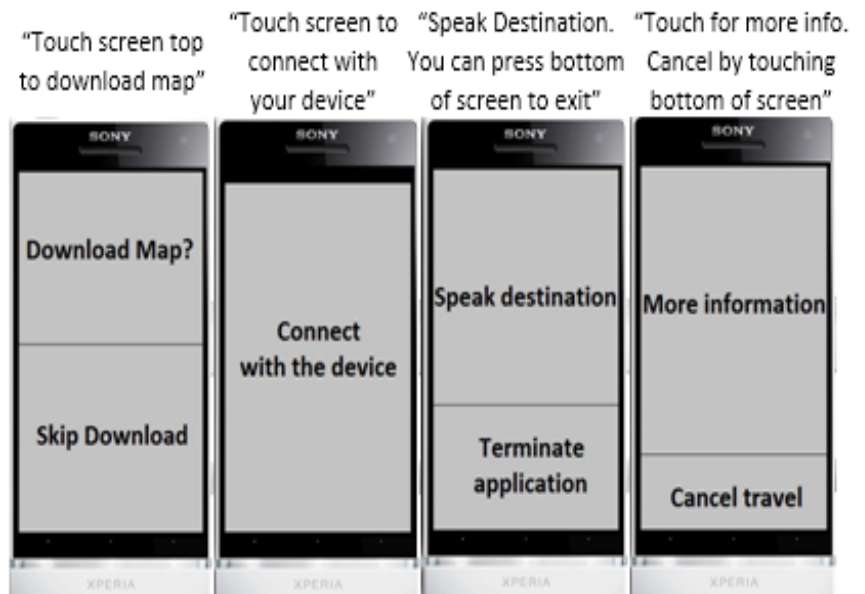 “Touch screen top
to download map”
“Touch screen to
connect with
your device”
“Speak Destination.
You can press bottom
of screen to exit”
“Touch for more info.
Cancel by touching
bottom of screen”
SONY
Download Map?
Skip Download
XPERIA
SONY
Connect
with the device
XPERIA
SONY
Speak destination
Terminate
application
XPERIA
SONY
More information
Cancel travel
XPERIA